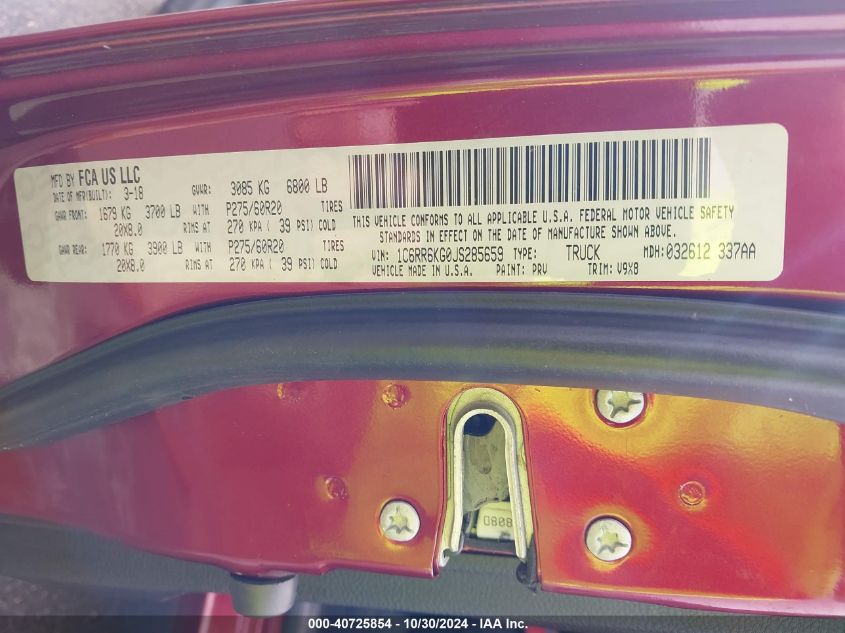 MFD BY FCA US LLC
DATE OF MFR(BUILT): 3-18 GVWR: 3085 KG 6800 LB
GAWR FRONT: 1679 KG 3700 LB WITH P275/60R20 TIRES
20X8.0 RIMS AT 270 KPA ( 39 PSI) COLD
GAWR REAR: 1770 KG 3900 LB WITH P275/60R20 TIRES
20X8.0 RIMS AT 270 KPA ( 39 PSI) COLD
THIS VEHICLE CONFORMS TO ALL APPLICABLE U.S.A. FEDERAL MOTOR VEHICLE SAFETY
STANDARDS IN EFFECT ON THE DATE OF MANUFACTURE SHOWN ABOVE.
VIN: 1C6RR6KG0JS285659 TYPE: TRUCK MDH: 032612 337AA
VEHICLE MADE IN U.S.A. PAINT: PRV TRIM: V9X8
0808
000-40725854 / 10/30/2024 - IAA Inc.